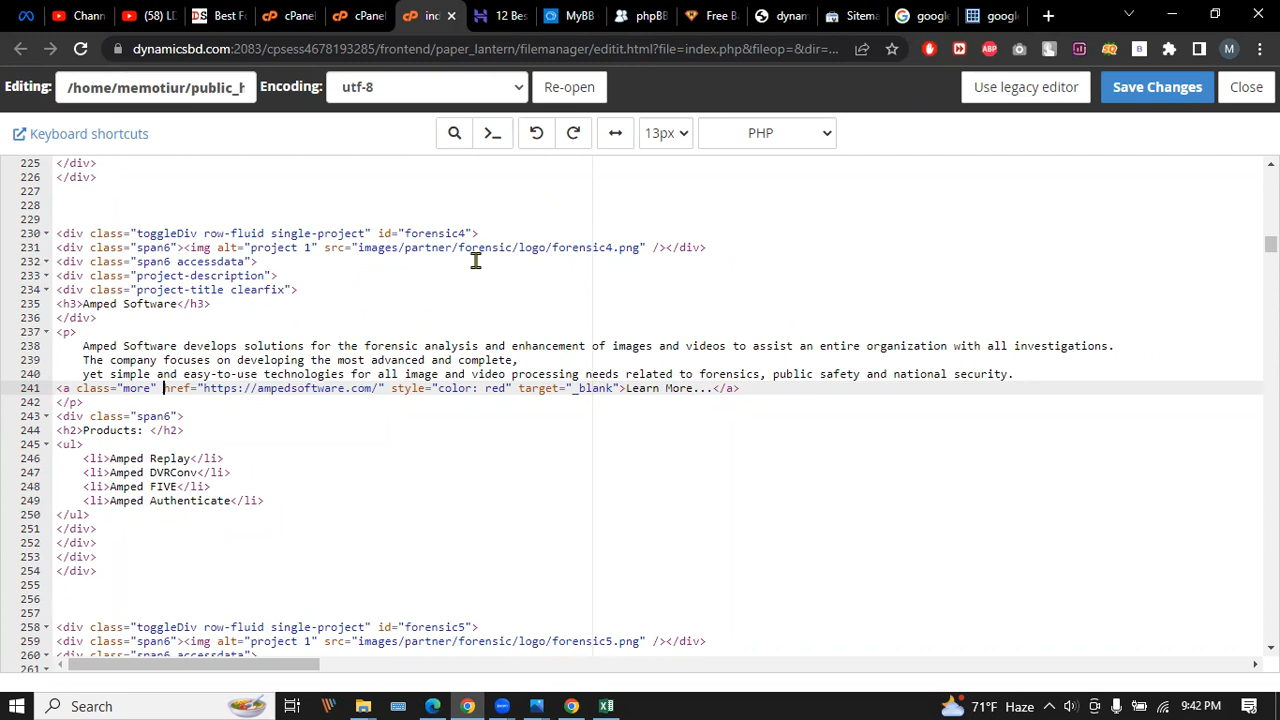 Chann
(58) LD
Best F
cPanel
cPanel
ind
12 Bes
MyBB
phpBB
Free B
dynam
Sitema
google
google
dynamicsbd.com:2083/cpsess4678193285/frontend/paper_lantern/filemanager/editit.html?file=index.php&fileop=&dir=...
Editing: /home/memotiur/public_h Encoding: utf-8 Re-open Use legacy editor Save Changes Close
Keyboard shortcuts 13px PHP
225 </div>
226 </div>
227
228
229
230 <div class="toggleDiv row-fluid single-project" id="forensic4">
231 <div class="span6"><img alt="project 1" src="images/partner/forensic/logo/forensic4.png" /></div>
232 <div class="span6 accessdata">
233 <div class="project-description">
234 <div class="project-title clearfix">
235 <h3>Amped Software</h3>
236 </div>
237 <p>
238 Amped Software develops solutions for the forensic analysis and enhancement of images and videos to assist an entire organization with all investigations.
239 The company focuses on developing the most advanced and complete,
240 yet simple and easy-to-use technologies for all image and video processing needs related to forensics, public safety and national security.
241 <a class="more" href="https://ampedsoftware.com/" style="color: red" target="_blank">Learn More...</a>
242 </p>
243 <div class="span6">
244 <h2>Products: </h2>
245 <ul>
246 <li>Amped Replay</li>
247 <li>Amped DVRConv</li>
248 <li>Amped FIVE</li>
249 <li>Amped Authenticate</li>
250 </ul>
251 </div>
252 </div>
253 </div>
254 </div>
255
256
257
258 <div class="toggleDiv row-fluid single-project" id="forensic5">
259 <div class="span6"><img alt="project 1" src="images/partner/forensic/logo/forensic5.png" /></div>
260 <div class="span6 accessdata">
261
Search
71°F Haze
9:42 PM